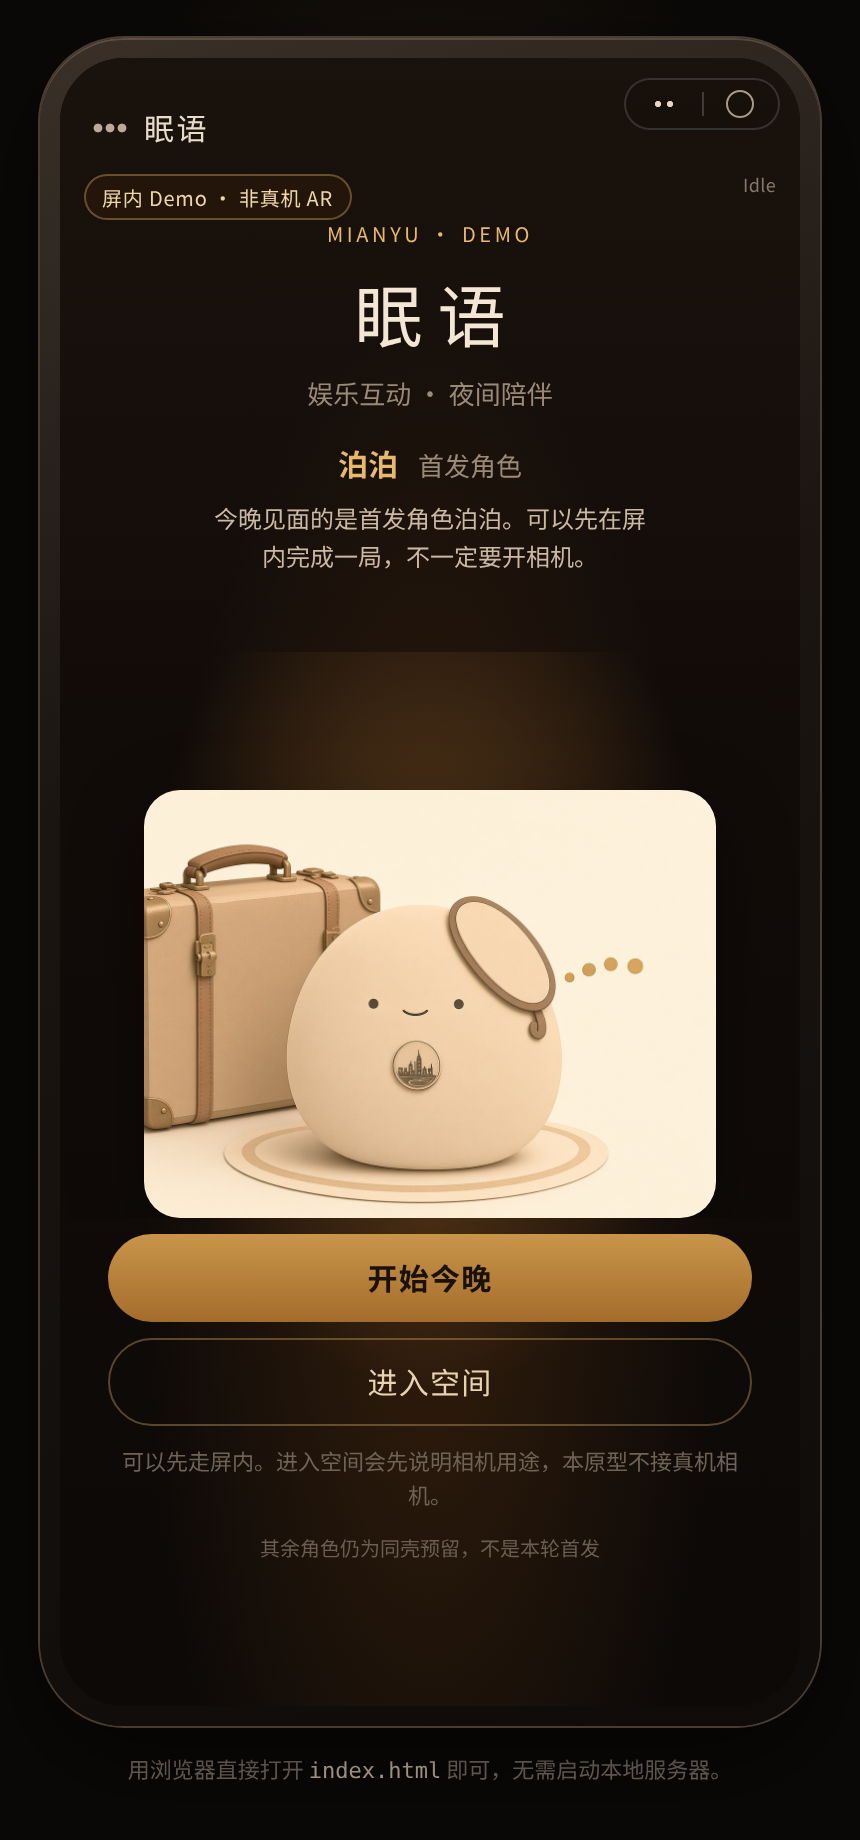 眠语
屏内 Demo · 非真机 AR
Idle
MIANYU · DEMO
眠语
娱乐互动 · 夜间陪伴
泊泊 首发角色
今晚见面的是首发角色泊泊。可以先在屏
内完成一局，不一定要开相机。
开始今晚
进入空间
可以先走屏内。进入空间会先说明相机用途，本原型不接真机相
机。
其余角色仍为同壳预留，不是本轮首发
用浏览器直接打开 index.html 即可，无需启动本地服务器。